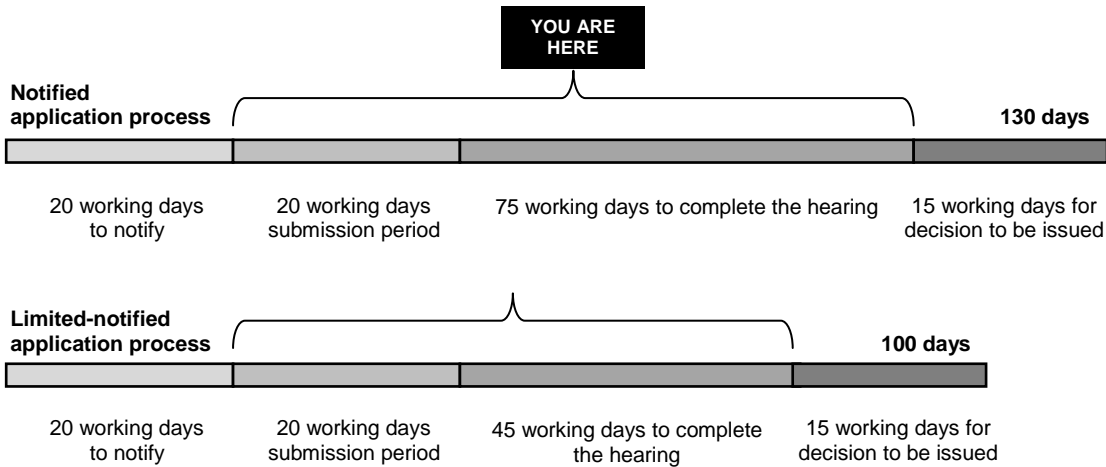 YOU ARE
HERE
Notified
application process
130 days
20 working days
to notify
20 working days
submission period
75 working days to complete the hearing
15 working days for
decision to be issued
Limited-notified
application process
100 days
20 working days
to notify
20 working days
submission period
45 working days to complete
the hearing
15 working days for
decision to be issued